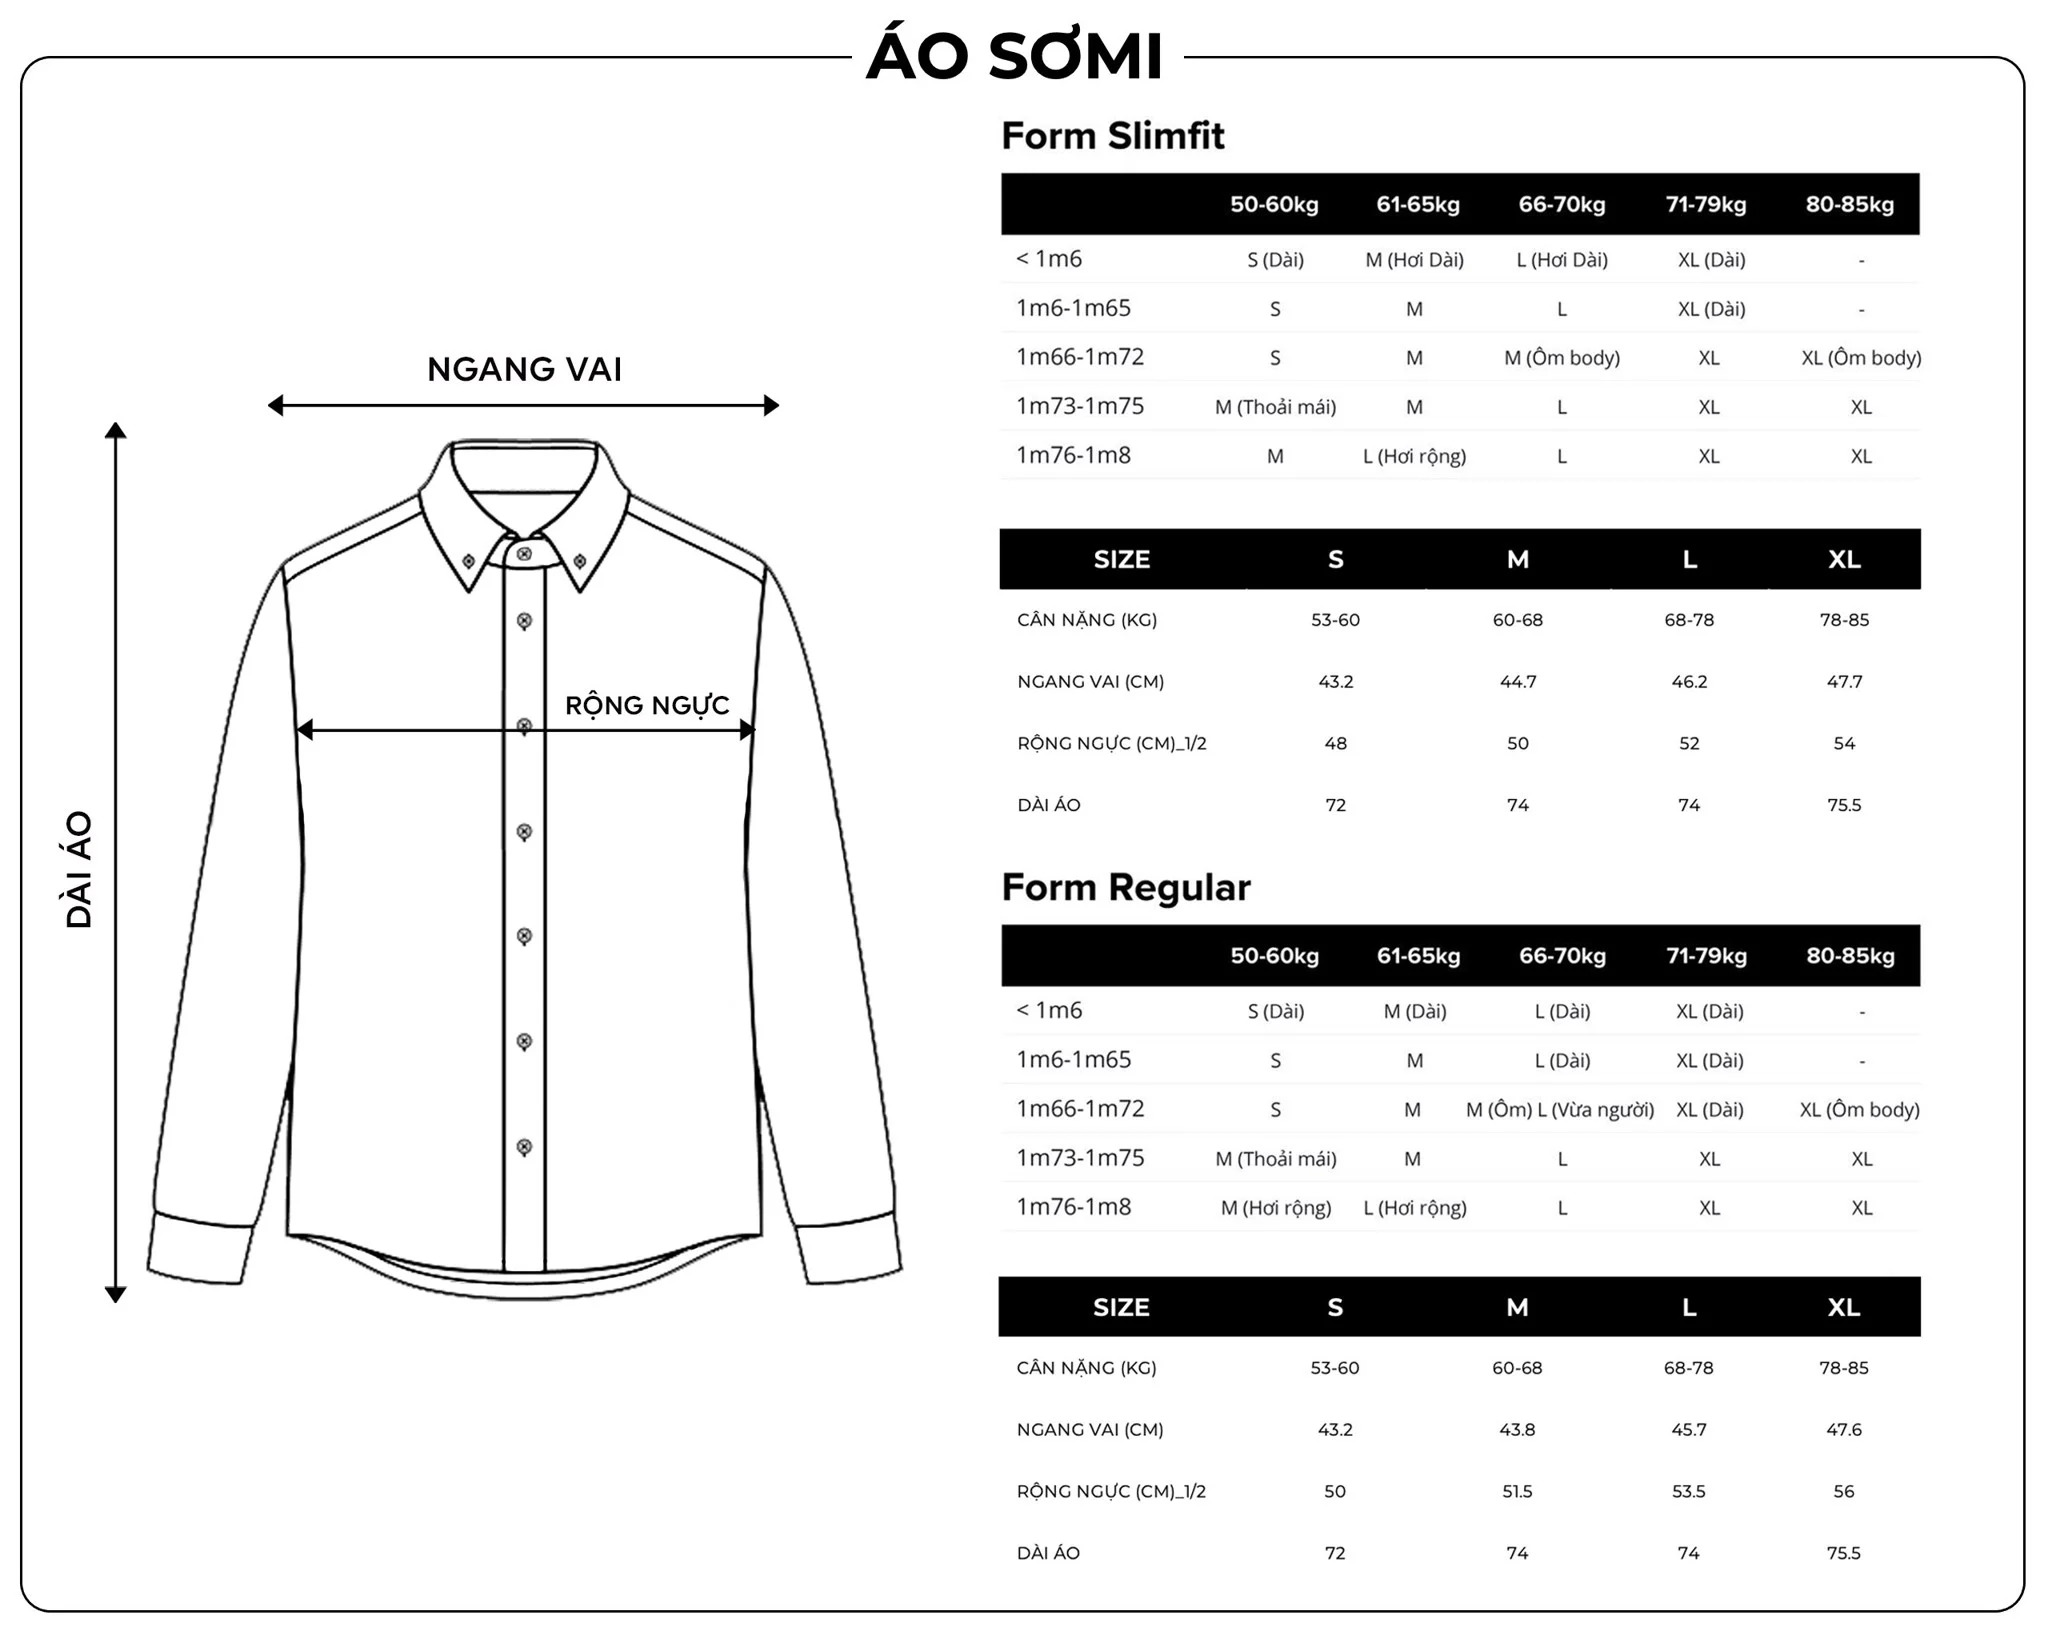 ÁO SƠMI
NGANG VAI
RỘNG NGỰC
DÀI ÁO
Form Slimfit
50-60kg 61-65kg 66-70kg 71-79kg 80-85kg
< 1m6 S (Dài) M (Hơi Dài) L (Hơi Dài) XL (Dài) -
1m6-1m65 S M L XL (Dài) -
1m66-1m72 S M M (Ôm body) XL XL (Ôm body)
1m73-1m75 M (Thoải mái) M L XL XL
1m76-1m8 M L (Hơi rộng) L XL XL
SIZE S M L XL
CÂN NẶNG (KG) 53-60 60-68 68-78 78-85
NGANG VAI (CM) 43.2 44.7 46.2 47.7
RỘNG NGỰC (CM)_1/2 48 50 52 54
DÀI ÁO 72 74 74 75.5
Form Regular
50-60kg 61-65kg 66-70kg 71-79kg 80-85kg
< 1m6 S (Dài) M (Dài) L (Dài) XL (Dài) -
1m6-1m65 S M L (Dài) XL (Dài) -
1m66-1m72 S M M (Ôm) L (Vừa người) XL (Dài) XL (Ôm body)
1m73-1m75 M (Thoải mái) M L XL XL
1m76-1m8 M (Hơi rộng) L (Hơi rộng) L XL XL
SIZE S M L XL
CÂN NẶNG (KG) 53-60 60-68 68-78 78-85
NGANG VAI (CM) 43.2 43.8 45.7 47.6
RỘNG NGỰC (CM)_1/2 50 51.5 53.5 56
DÀI ÁO 72 74 74 75.5